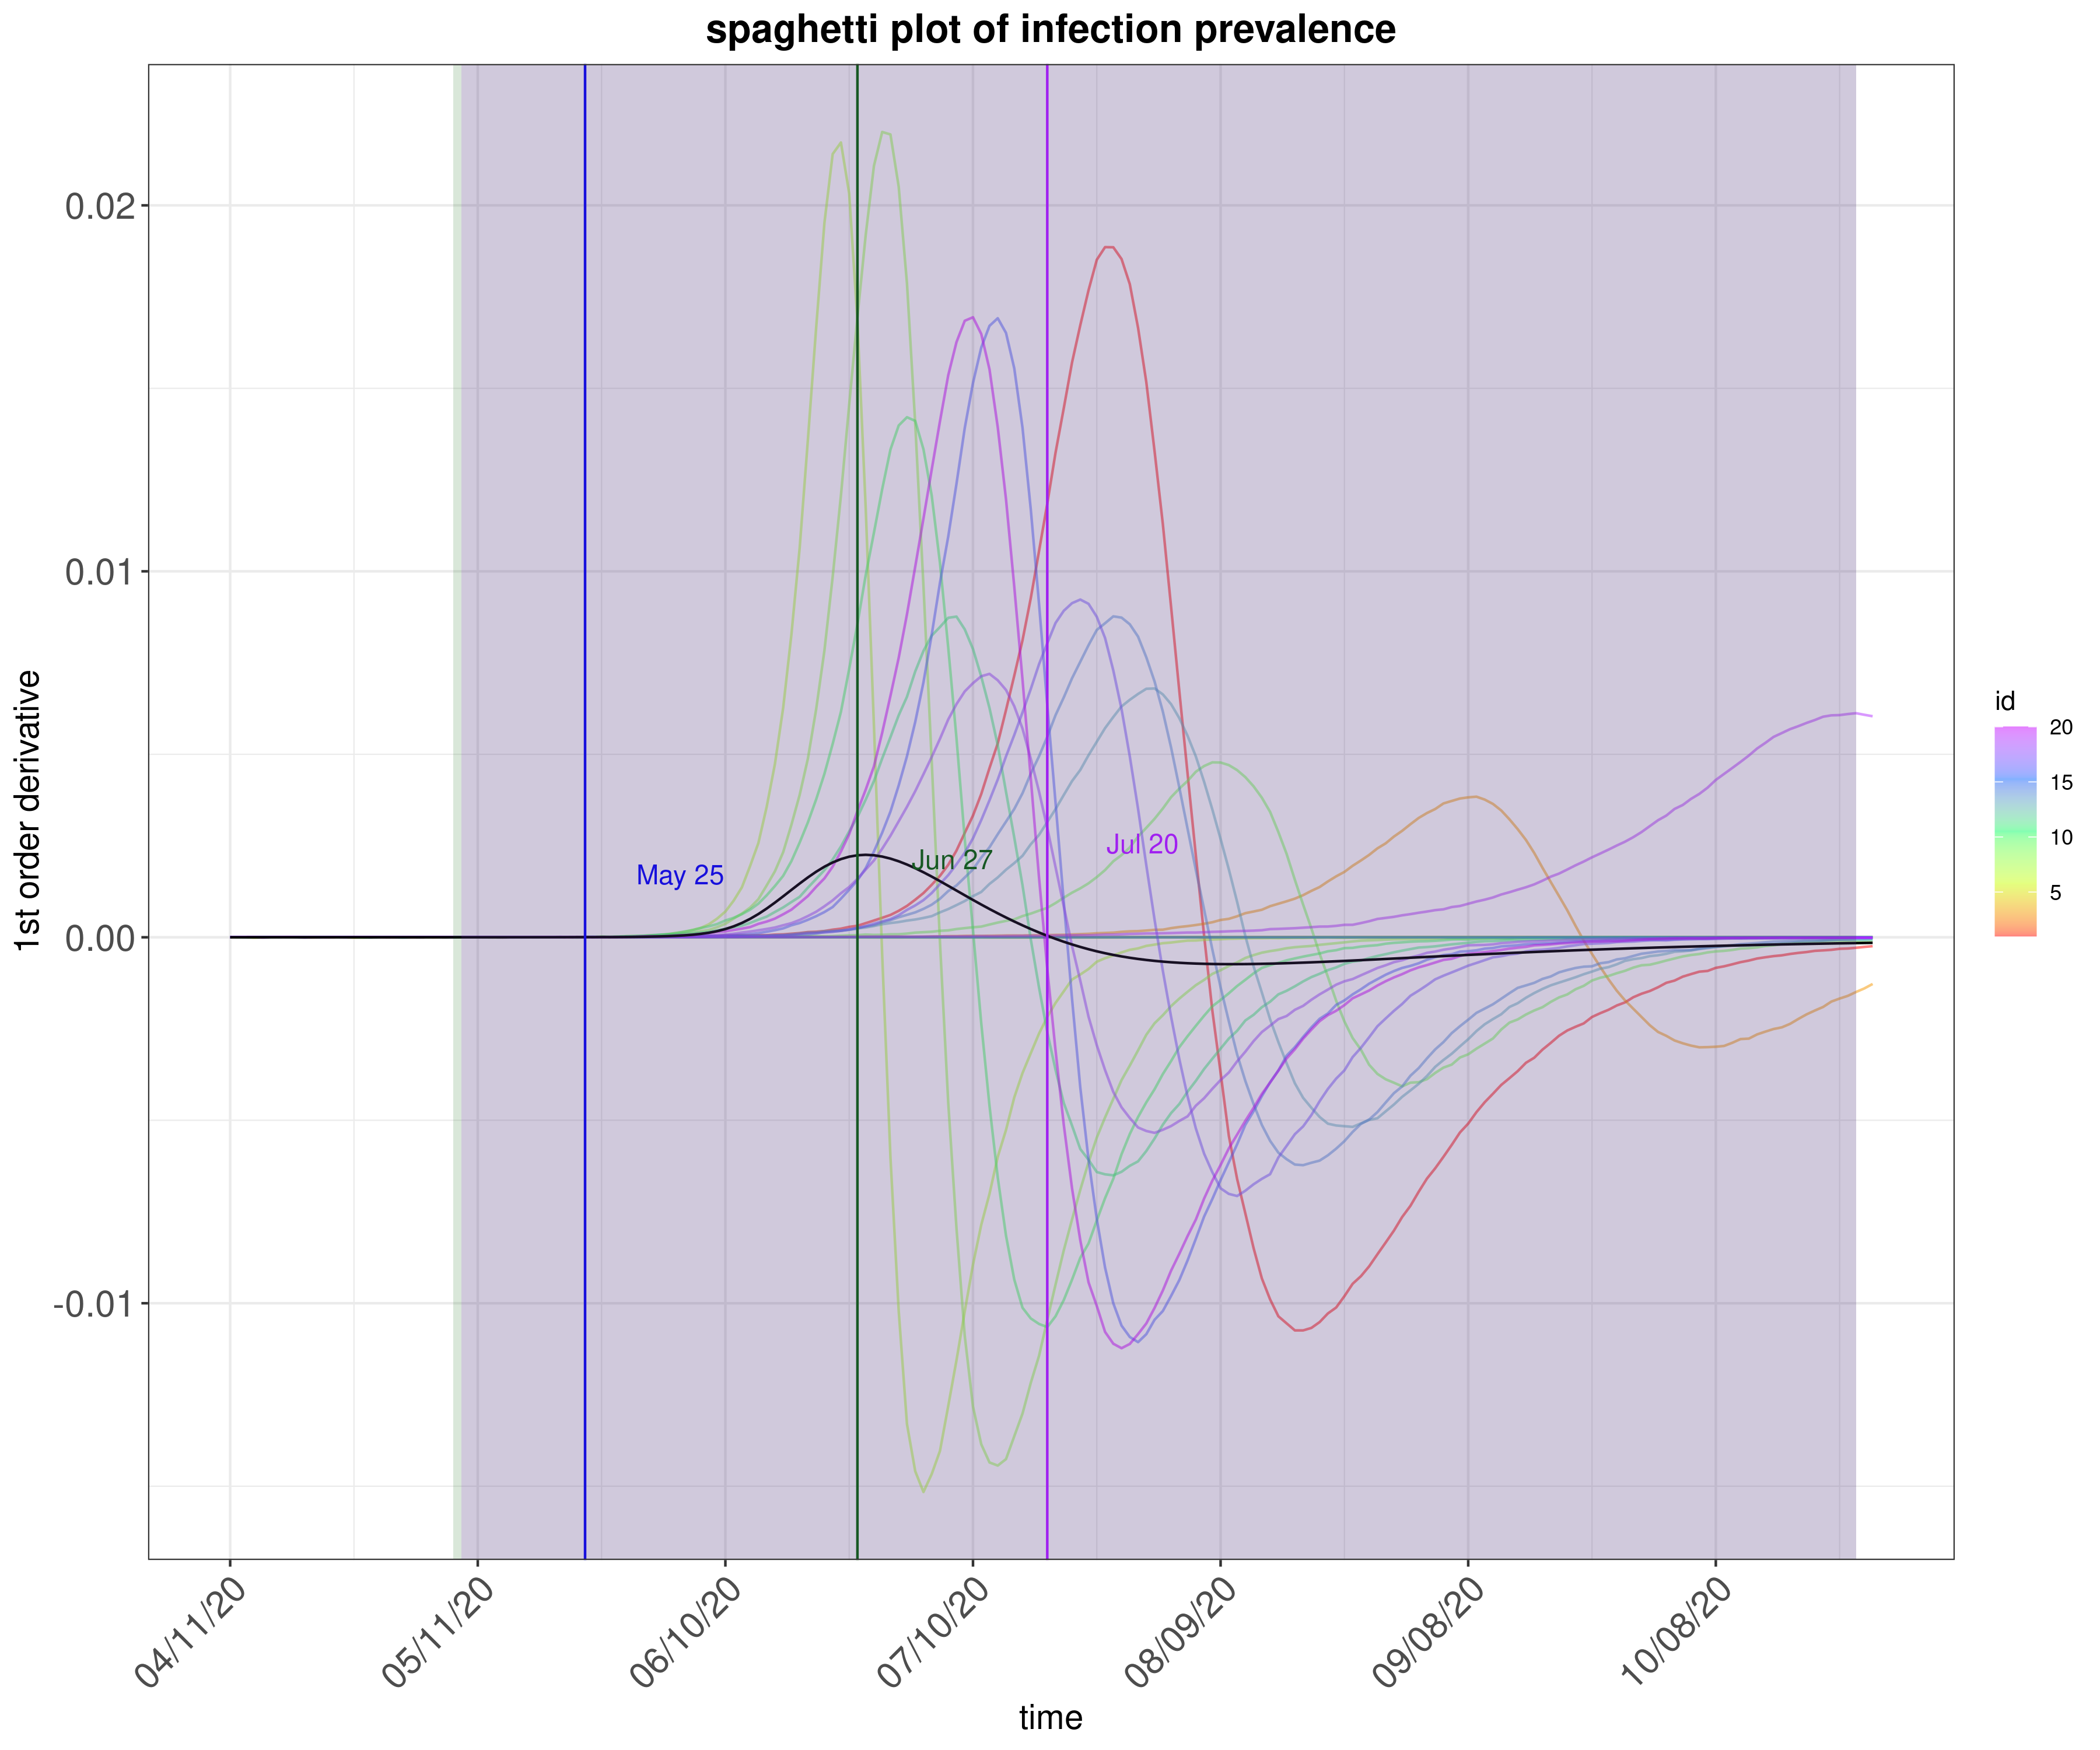 spaghetti plot of infection prevalence
1st order derivative
0.02
0.01
0.00
-0.01
May 25
Jun 27
Jul 20
id
20
15
10
5
04/11/20
05/11/20
06/10/20
07/10/20
08/09/20
09/08/20
10/08/20
time